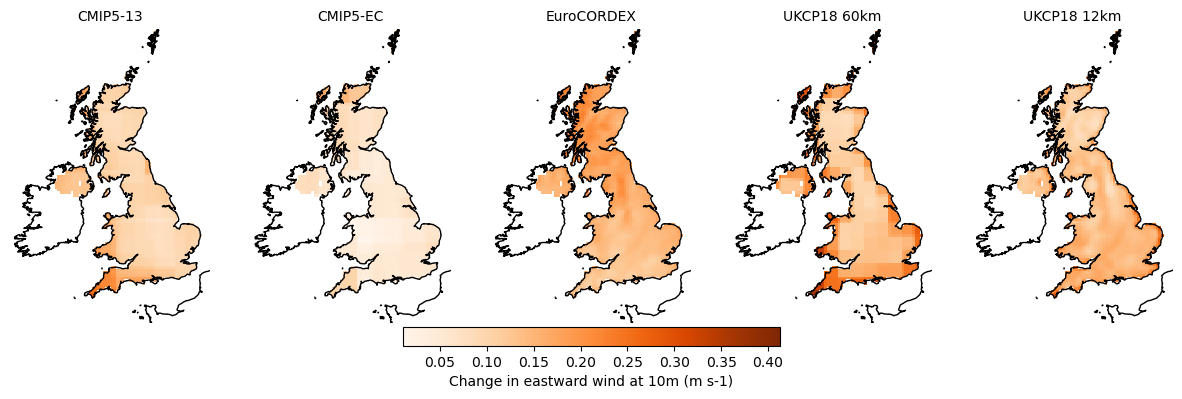 CMIP5-13 CMIP5-EC EuroCORDEX UKCP18 60km UKCP18 12km
0.05 0.10 0.15 0.20 0.25 0.30 0.35 0.40
Change in eastward wind at 10m (m s-1)